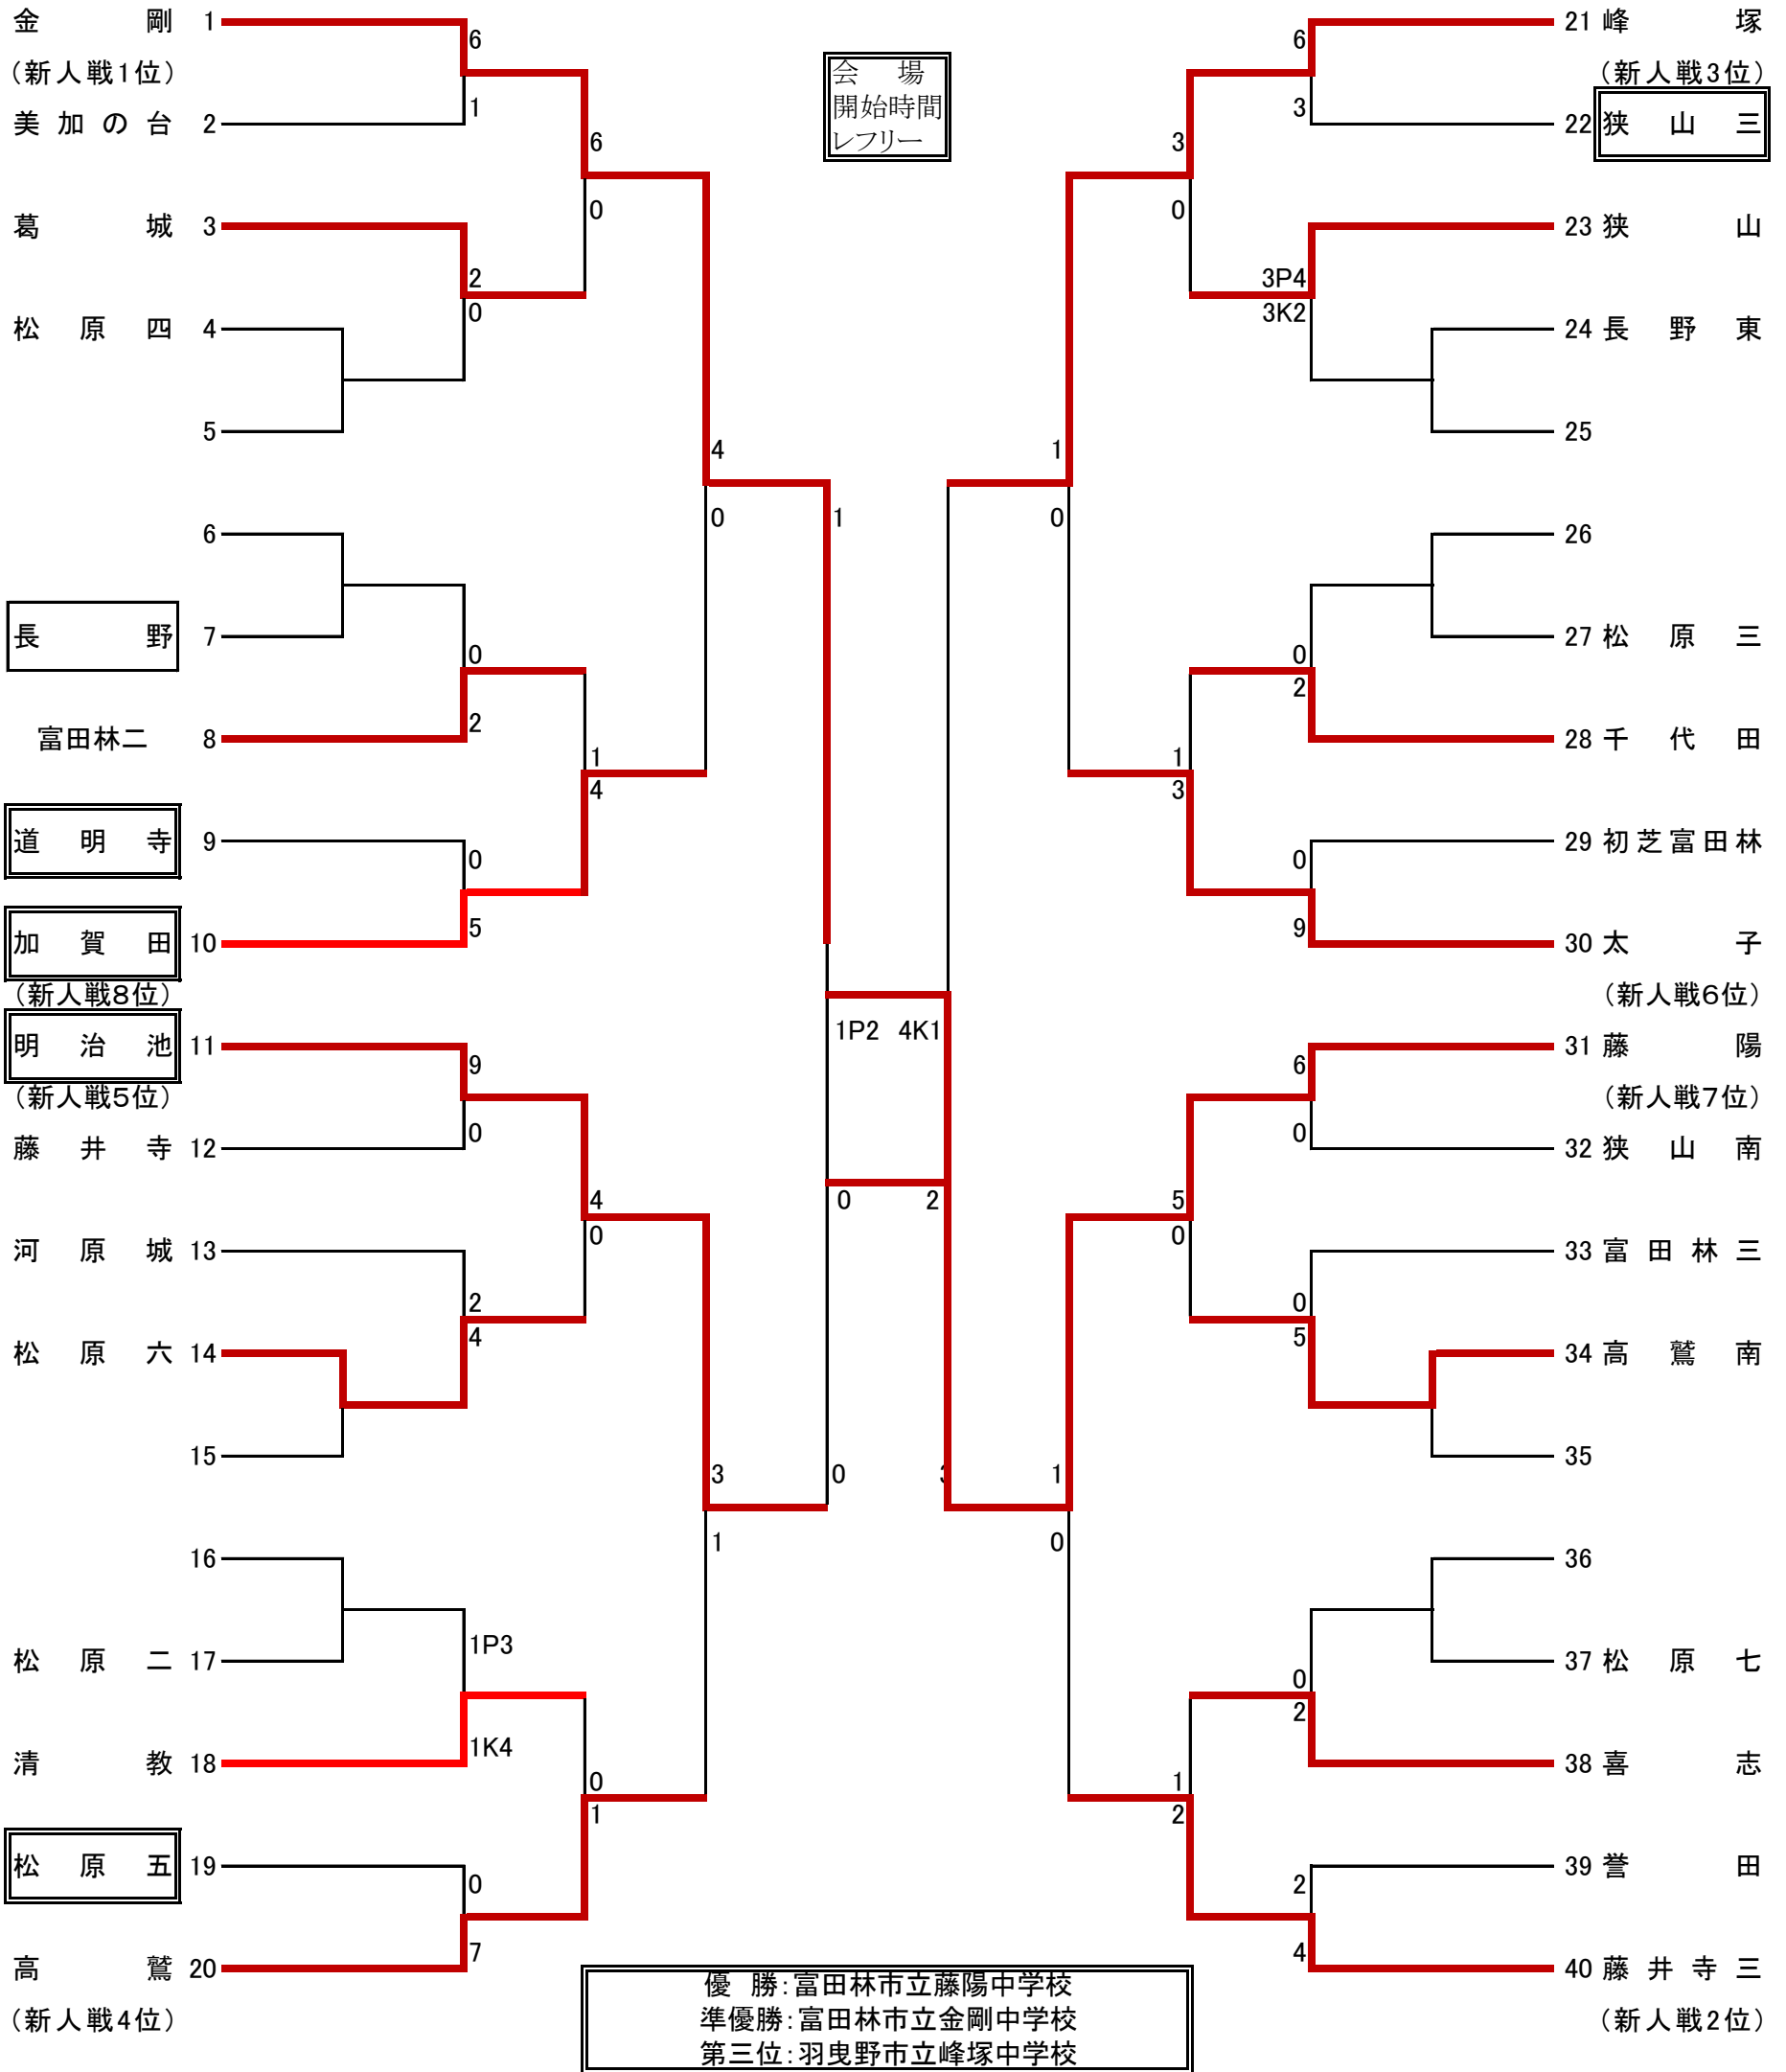 金剛 1
(新人戦1位)
美加の台 2
葛城 3
松原四 4
5
6
長野 7
富田林二 8
道明寺 9
加賀田 10
(新人戦8位)
明治池 11
(新人戦5位)
藤井寺 12
河原城 13
松原六 14
15
16
松原二 17
清教 18
松原五 19
高鷲 20
(新人戦4位)
6
1
2
0
0
2
0
5
9
0
2
4
1P3
1K4
0
7
6
0
1
4
4
0
0
1
4
0
3
1
1
0
会場
開始時間
レフリー
1P2 4K1
0 2
1
0
1
0
3
0
1
3
5
0
1
2
6
3
3P4
3K2
0
2
0
9
6
0
0
5
0
2
2
4
21 峰塚
(新人戦3位)
22 狭山三
23 狭山
24 長野東
25
26
27 松原三
28 千代田
29 初芝富田林
30 太子
(新人戦6位)
31 藤陽
(新人戦7位)
32 狭山南
33 富田林三
34 高鷲南
35
36
37 松原七
38 喜志
39 誉田
40 藤井寺三
(新人戦2位)
優勝:富田林市立藤陽中学校
準優勝:富田林市立金剛中学校
第三位:羽曳野市立峰塚中学校